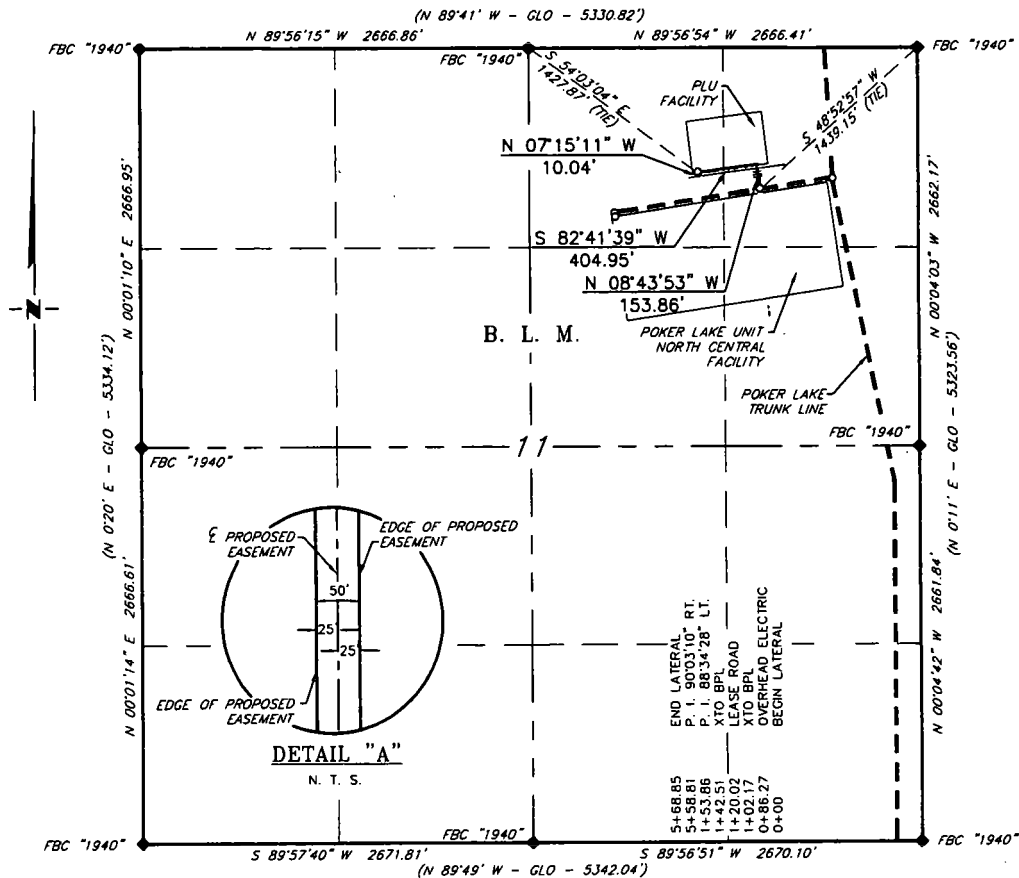 (N 89°41' W - GLO - 5330.82')
N 89°56'15" W 2666.86'
N 89°56'54" W 2666.41'
FBC "1940"
FBC "1940"
FBC "1940"
S 54°03'04" E
1427.87' (TIE)
PLU
FACILITY
S 48°52'57" W
1439.15' (TIE)
N 07°15'11" W
10.04'
N 00°01'10" E 2666.95'
N 00°04'03" W 2662.17'
S 82°41'39" W
404.95'
N 08°43'53" W
153.86'
N
B. L. M.
POKER LAKE UNIT
NORTH CENTRAL
FACILITY
POKER LAKE
TRUNK LINE
(N 0°20' E - GLO - 5334.12')
(N 0°11' E - GLO - 5323.56')
FBC "1940"
11
FBC "1940"
℄ PROPOSED
EASEMENT
EDGE OF PROPOSED
EASEMENT
50'
25'
25'
EDGE OF PROPOSED
EASEMENT
DETAIL "A"
N. T. S.
N 00°01'14" E 2666.61'
N 00°04'42" W 2661.84'
5+68.85 END LATERAL
5+58.81 P. I. 90°03'10" RT.
1+53.86 P. I. 88°34'28" LT.
1+42.51 XTO BPL
1+20.02 LEASE ROAD
1+02.17 XTO BPL
0+86.27 OVERHEAD ELECTRIC
0+00 BEGIN LATERAL
FBC "1940"
FBC "1940"
FBC "1940"
S 89°57'40" W 2671.81'
S 89°56'51" W 2670.10'
(N 89°49' W - GLO - 5342.04')